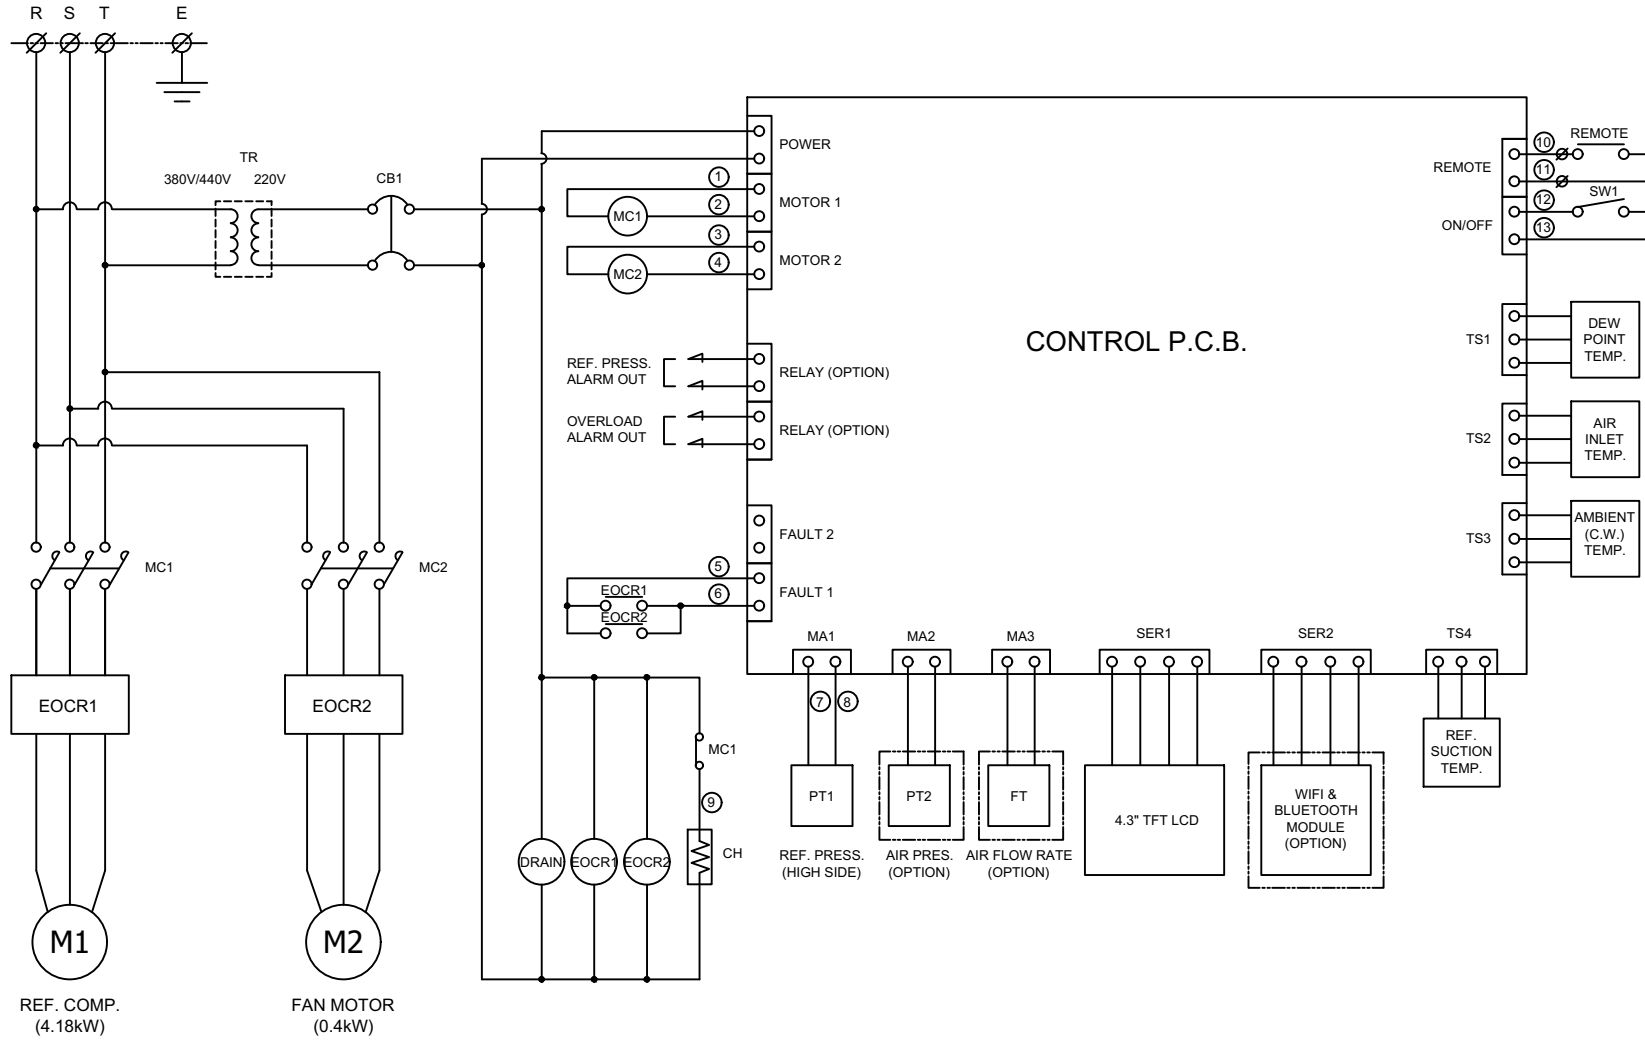 R S T E
TR
380V/440V 220V
CB1
POWER
1
2
MOTOR 1
MC1
3
4
MOTOR 2
MC2
REF. PRESS.
ALARM OUT
RELAY (OPTION)
OVERLOAD
ALARM OUT
RELAY (OPTION)
CONTROL P.C.B.
FAULT 2
5
6
FAULT 1
EOCR1
EOCR2
REMOTE
10
REMOTE
11
ON/OFF
12
SW1
13
TS1
DEW
POINT
TEMP.
TS2
AIR
INLET
TEMP.
TS3
AMBIENT
(C.W.)
TEMP.
MC1
MC2
EOCR1
EOCR2
M1
M2
REF. COMP.
(4.18kW)
FAN MOTOR
(0.4kW)
MC1
9
DRAIN
EOCR1
EOCR2
CH
MA1
MA2
MA3
SER1
SER2
TS4
7
8
PT1
PT2
FT
4.3" TFT LCD
WIFI &
BLUETOOTH
MODULE
(OPTION)
REF.
SUCTION
TEMP.
REF. PRESS.
(HIGH SIDE)
AIR PRES.
(OPTION)
AIR FLOW RATE
(OPTION)